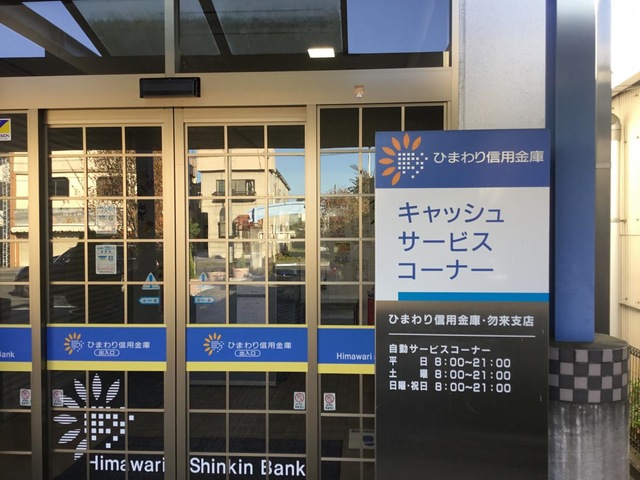 ひまわり信用金庫
キャッシュ
サービス
コーナー
ひまわり信用金庫・勿来支店
自動サービスコーナー
平　日 8:00〜21:00
土　曜 8:00〜21:00
日曜・祝日 8:00〜21:00
Bank
ひまわり信用金庫
出入口
ひまわり信用金庫
出入口
Himawari
Himawari Shinkin Bank